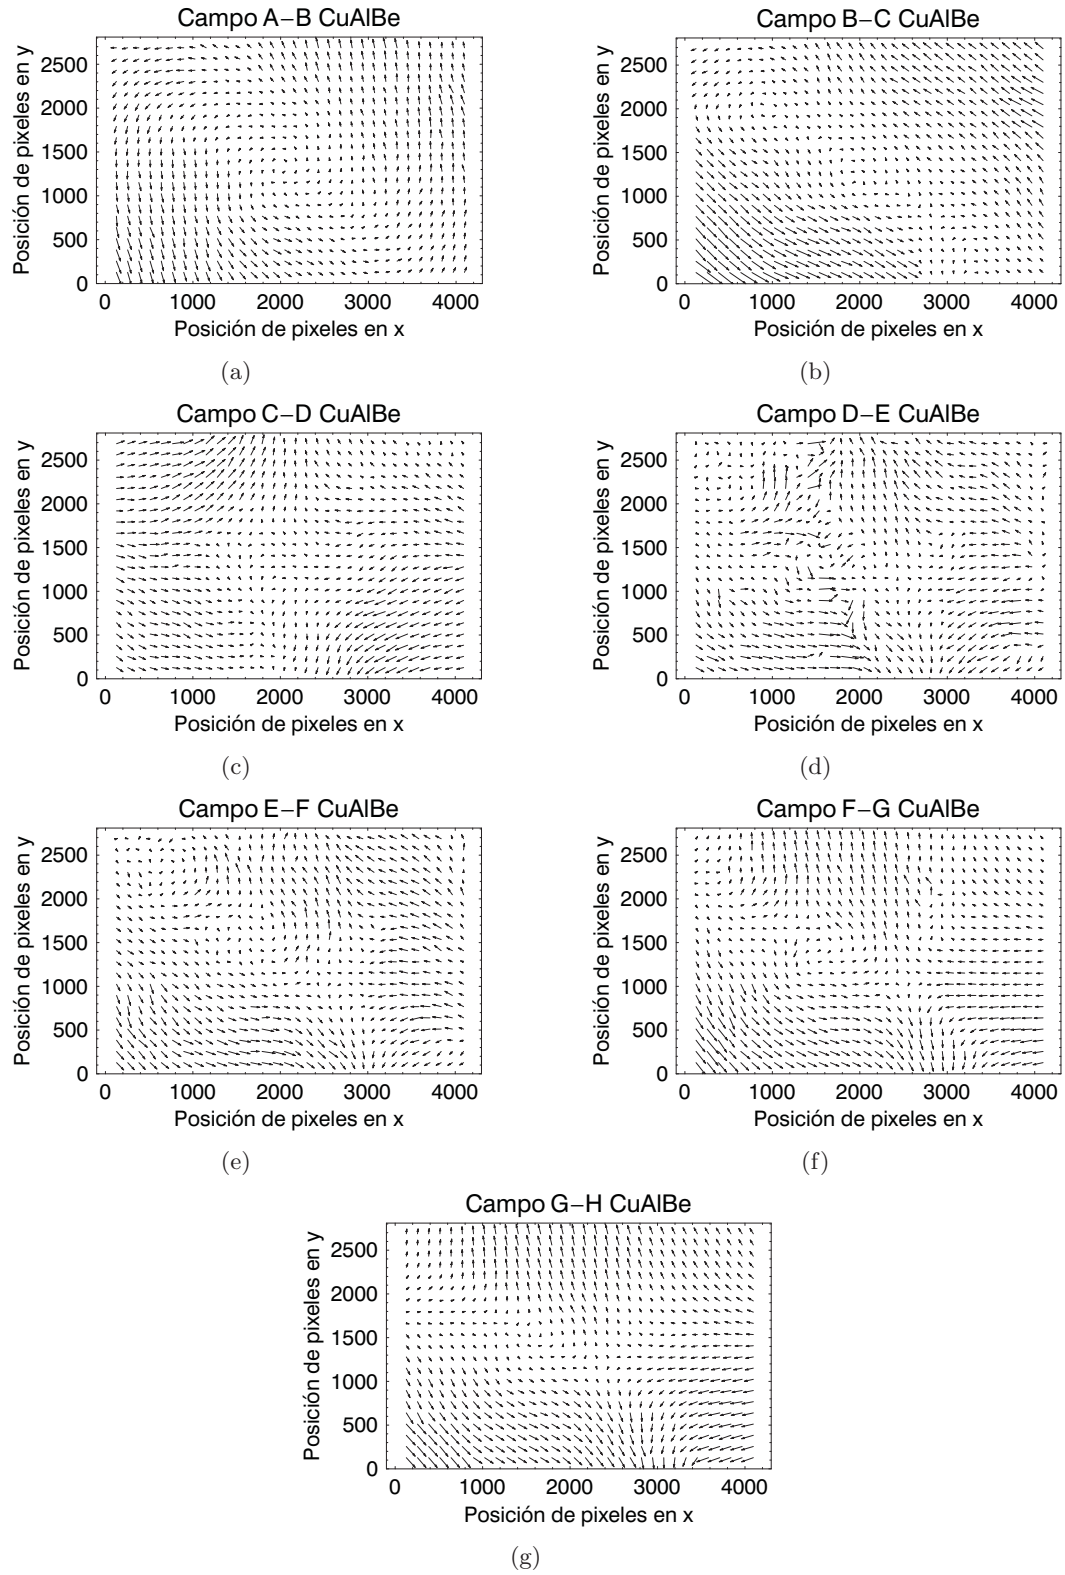 Campo A–B CuAlBe
Posición de pixeles en y
2500
2000
1500
1000
500
0
0 1000 2000 3000 4000
Posición de pixeles en x
(a)
Campo B–C CuAlBe
Posición de pixeles en y
2500
2000
1500
1000
500
0
0 1000 2000 3000 4000
Posición de pixeles en x
(b)
Campo C–D CuAlBe
Posición de pixeles en y
2500
2000
1500
1000
500
0
0 1000 2000 3000 4000
Posición de pixeles en x
(c)
Campo D–E CuAlBe
Posición de pixeles en y
2500
2000
1500
1000
500
0
0 1000 2000 3000 4000
Posición de pixeles en x
(d)
Campo E–F CuAlBe
Posición de pixeles en y
2500
2000
1500
1000
500
0
0 1000 2000 3000 4000
Posición de pixeles en x
(e)
Campo F–G CuAlBe
Posición de pixeles en y
2500
2000
1500
1000
500
0
0 1000 2000 3000 4000
Posición de pixeles en x
(f)
Campo G–H CuAlBe
Posición de pixeles en y
2500
2000
1500
1000
500
0
0 1000 2000 3000 4000
Posición de pixeles en x
(g)